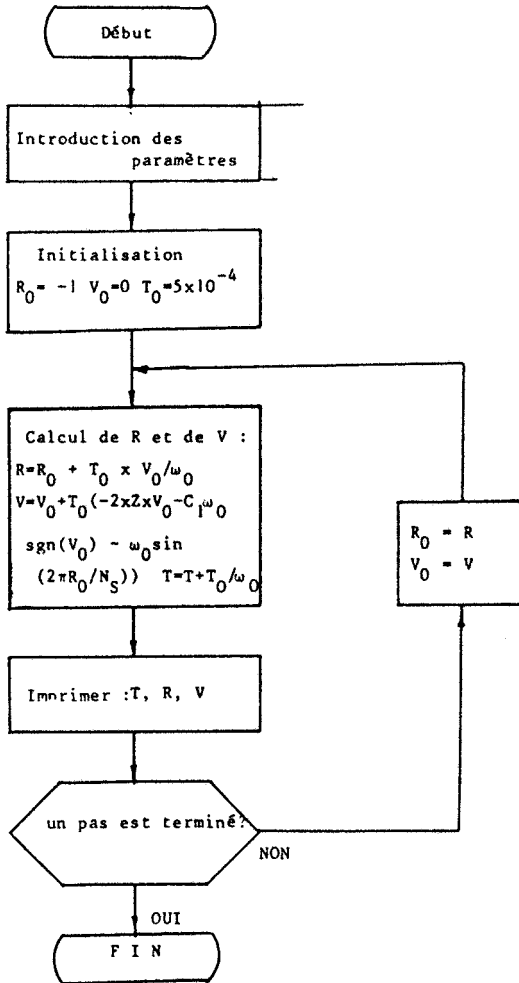 Début
Introduction des
paramètres
Initialisation
R₀= -1 V₀=0 T₀=5x10⁻⁴
Calcul de R et de V :
R=R₀ + T₀ x V₀/ω₀
V=V₀+T₀(-2xZxV₀-C₁ω₀
sgn(V₀) ~ ω₀sin
(2πR₀/N_S)) T=T+T₀/ω₀
R₀ = R
V₀ = V
Imprimer :T, R, V
un pas est terminé?
NON
OUI
F I N